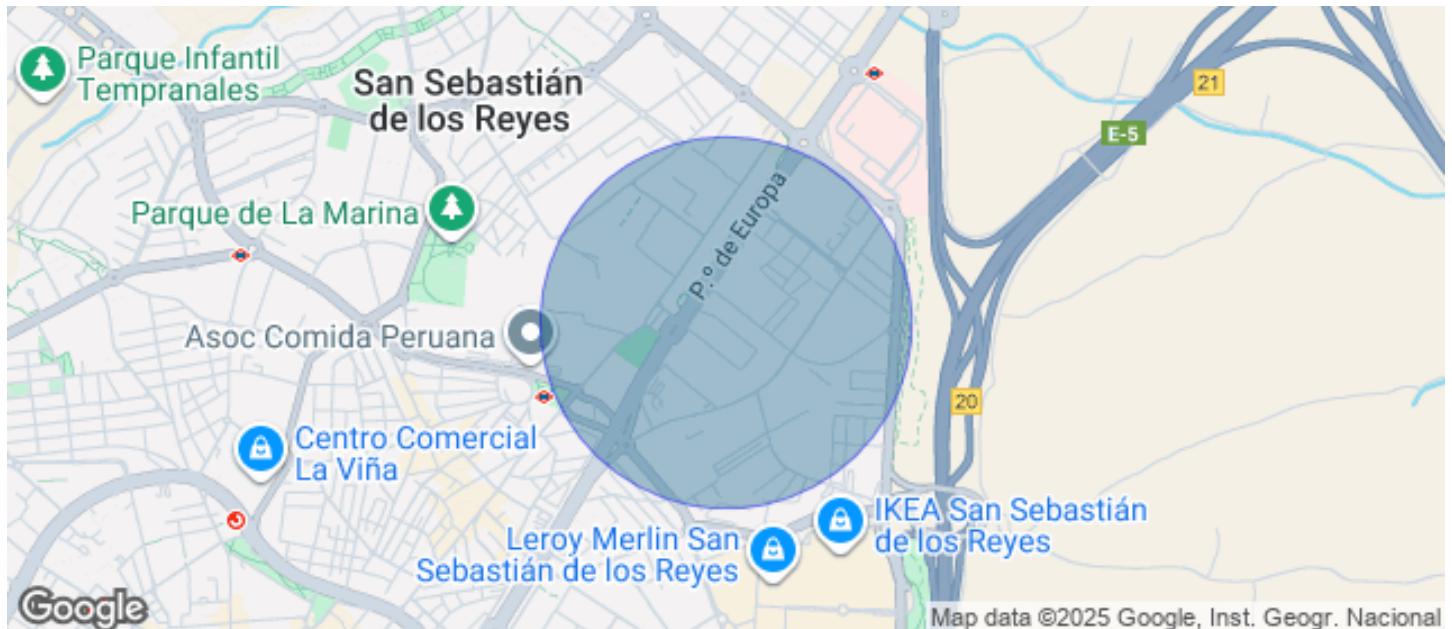 Parque Infantil
Tempranales
San Sebastián
de los Reyes
21
E-5
P.º de Europa
Parque de La Marina
Asoc Comida Peruana
20
Centro Comercial
La Viña
IKEA San Sebastián
de los Reyes
Leroy Merlin San
Sebastián de los Reyes
Google
Map data ©2025 Google, Inst. Geogr. Nacional